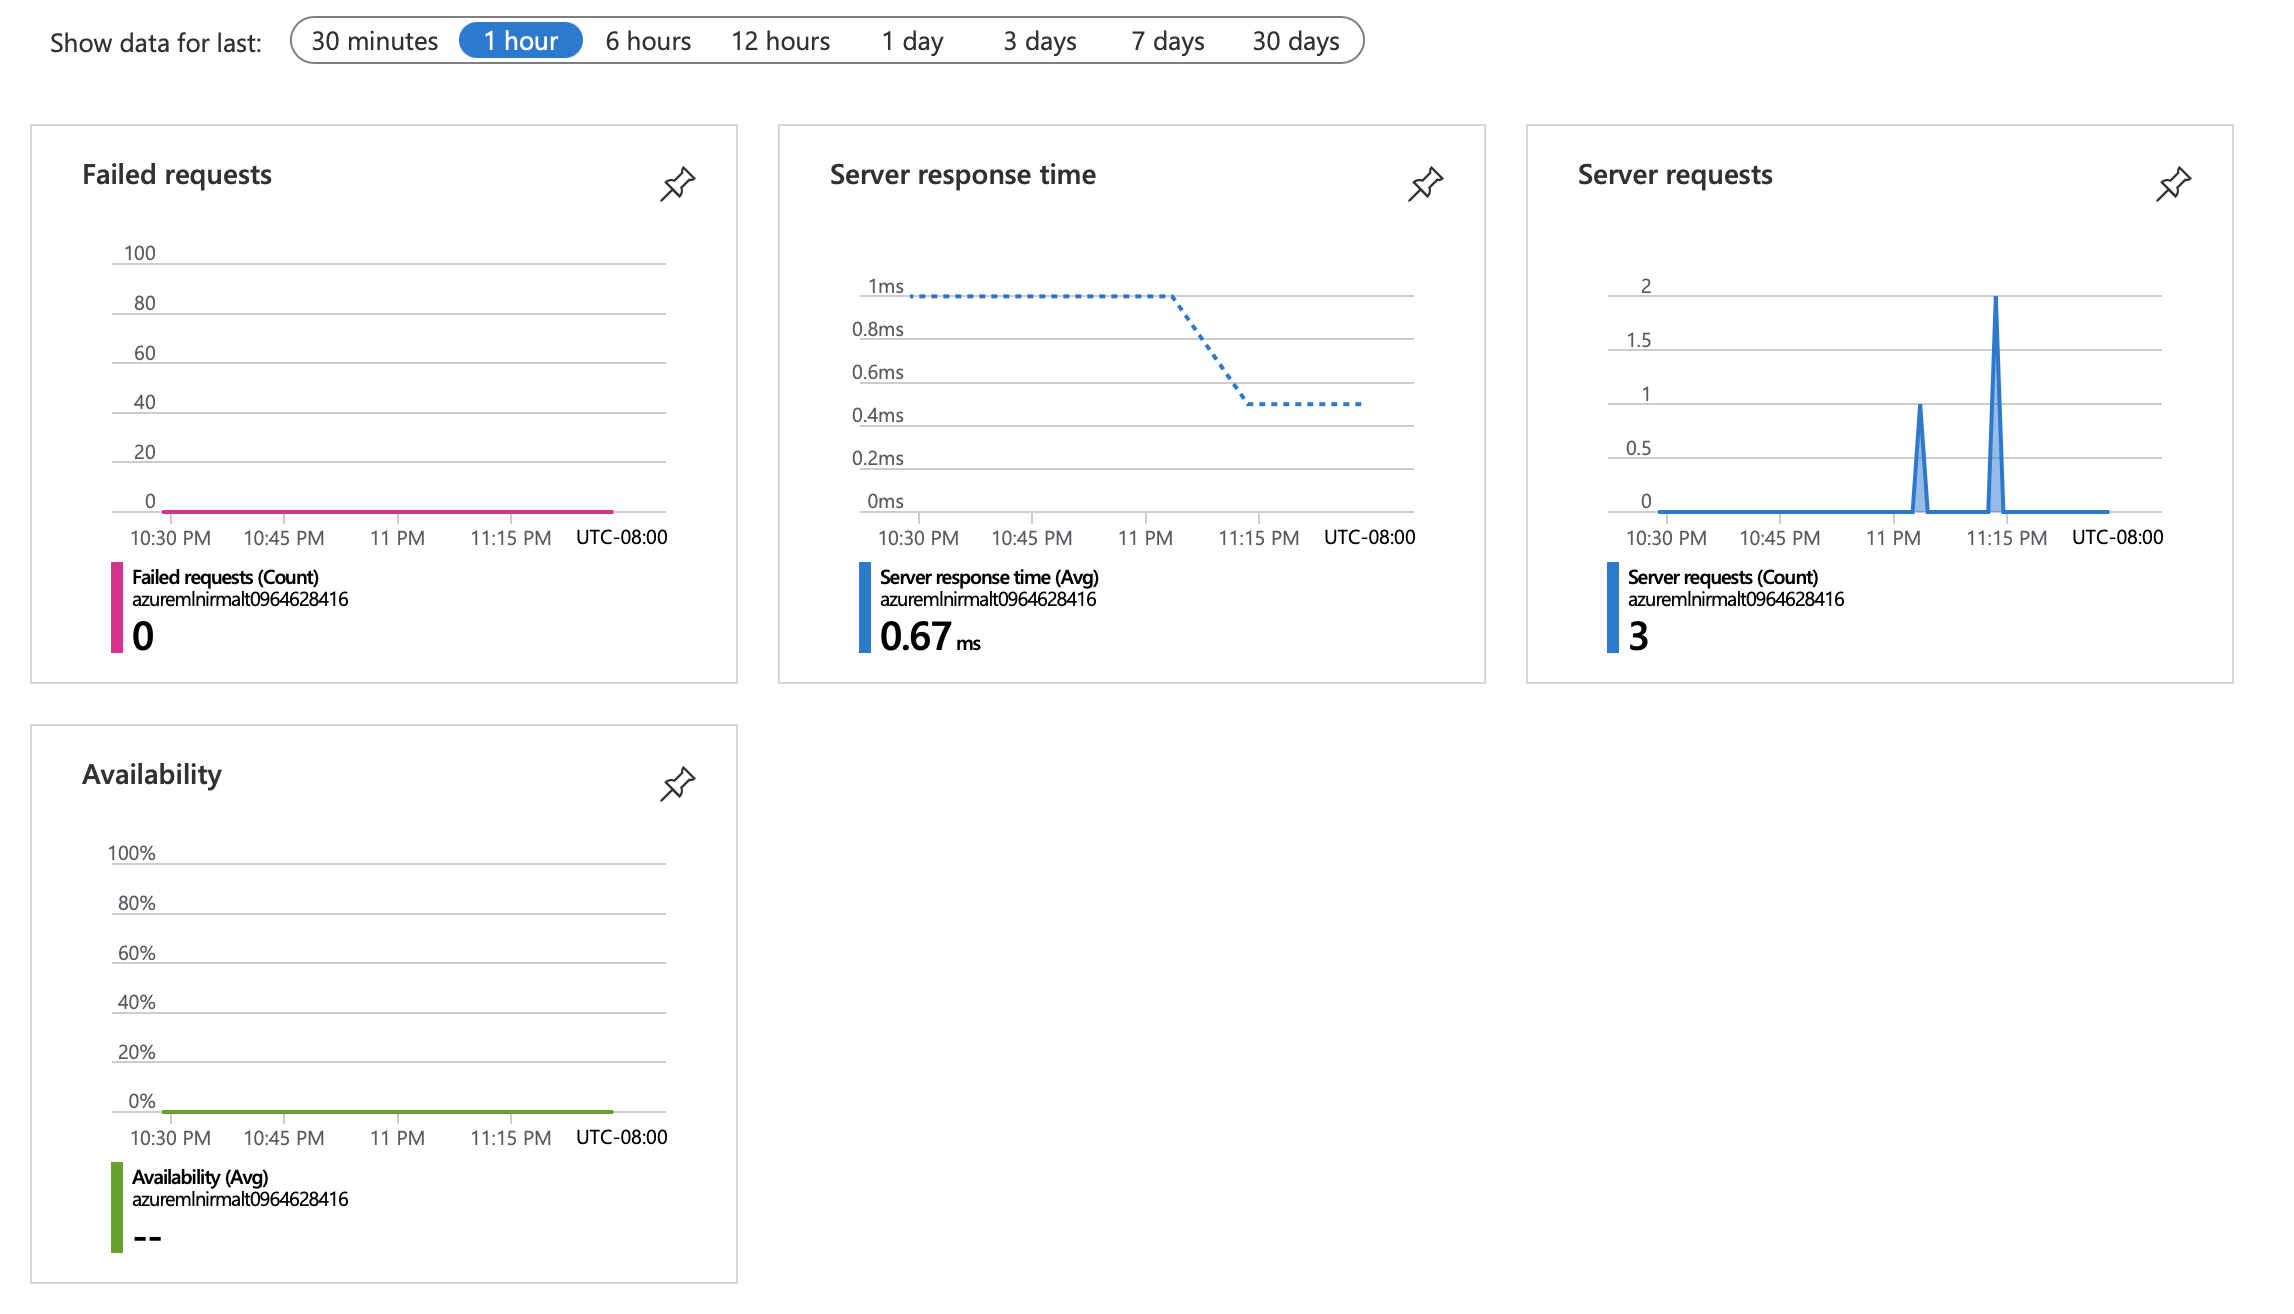 Show data for last: 30 minutes 1 hour 6 hours 12 hours 1 day 3 days 7 days 30 days
Failed requests
100
80
60
40
20
0
10:30 PM 10:45 PM 11 PM 11:15 PM UTC-08:00
Failed requests (Count)
azuremlnirmalt0964628416
0
Server response time
1ms
0.8ms
0.6ms
0.4ms
0.2ms
0ms
10:30 PM 10:45 PM 11 PM 11:15 PM UTC-08:00
Server response time (Avg)
azuremlnirmalt0964628416
0.67 ms
Server requests
2
1.5
1
0.5
0
10:30 PM 10:45 PM 11 PM 11:15 PM UTC-08:00
Server requests (Count)
azuremlnirmalt0964628416
3
Availability
100%
80%
60%
40%
20%
0%
10:30 PM 10:45 PM 11 PM 11:15 PM UTC-08:00
Availability (Avg)
azuremlnirmalt0964628416
--